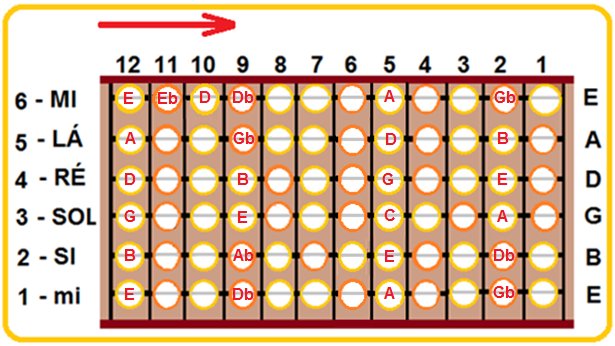 12 11 10 9 8 7 6 5 4 3 2 1
6 - MI E Eb D Db A Gb E
5 - LÁ A Gb D B A
4 - RÉ D B G E D
3 - SOL G E C A G
2 - SI B Ab E Db B
1 - mi E Db A Gb E